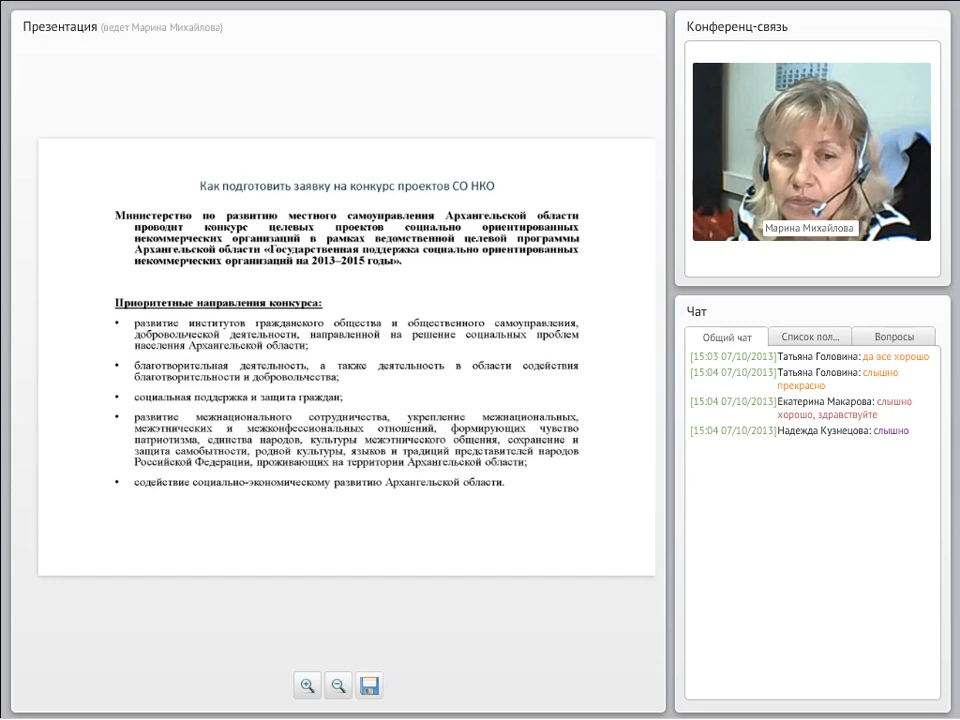 Презентация (ведет Марина Михайлова)
Как подготовить заявку на конкурс проектов СО НКО
Министерство по развитию местного самоуправления Архангельской области
проводит конкурс целевых проектов социально ориентированных
некоммерческих организаций в рамках ведомственной целевой программы
Архангельской области «Государственная поддержка социально ориентированных
некоммерческих организаций на 2013–2015 годы».
Приоритетные направления конкурса:
• развитие институтов гражданского общества и общественного самоуправления,
добровольческой деятельности, направленной на решение социальных проблем
населения Архангельской области;
• благотворительная деятельность, а также деятельность в области содействия
благотворительности и добровольчества;
• социальная поддержка и защита граждан;
• развитие межнационального сотрудничества, укрепление межнациональных,
межэтнических и межконфессиональных отношений, формирующих чувство
патриотизма, единства народов, культуры межэтнического общения, сохранение и
защита самобытности, родной культуры, языков и традиций представителей народов
Российской Федерации, проживающих на территории Архангельской области;
• содействие социально-экономическому развитию Архангельской области.
Конференц-связь
Марина Михайлова
Чат
Общий чат
Список пол...
Вопросы
[15:03 07/10/2013]Татьяна Головина: да все хорошо
[15:04 07/10/2013]Татьяна Головина: слышно
прекрасно
[15:04 07/10/2013]Екатерина Макарова: слышно
хорошо, здравствуйте
[15:04 07/10/2013]Надежда Кузнецова: слышно